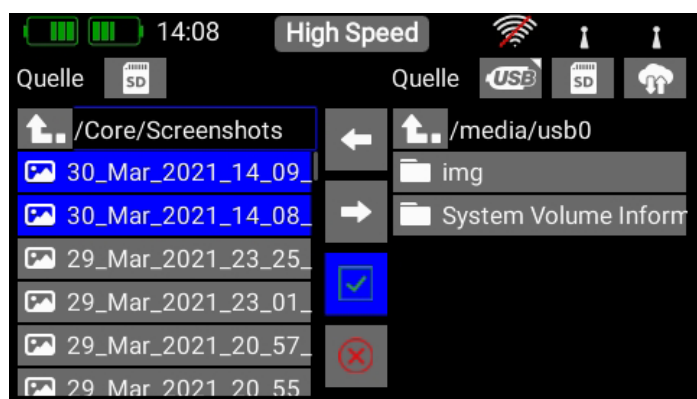 14:08 High Speed
Quelle SD Quelle USB SD
/Core/Screenshots
/media/usb0
30_Mar_2021_14_09_
img
30_Mar_2021_14_08_
System Volume Inform
29_Mar_2021_23_25_
29_Mar_2021_23_01_
29_Mar_2021_20_57_
29_Mar_2021_20_55